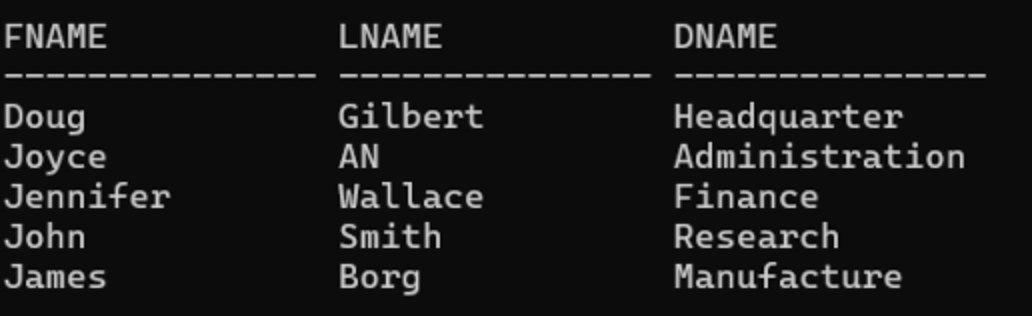 FNAME           LNAME           DNAME
--------------- --------------- ---------------
Doug            Gilbert         Headquarter
Joyce           AN              Administration
Jennifer        Wallace         Finance
John            Smith           Research
James           Borg            Manufacture